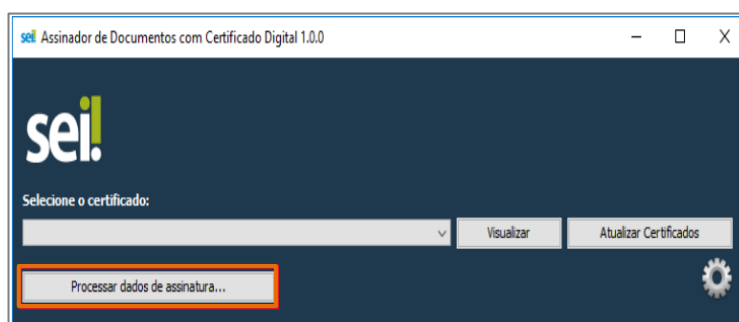 sei! Assinador de Documentos com Certificado Digital 1.0.0
sei!
Selecione o certificado:
Visualizar
Atualizar Certificados
Processar dados de assinatura...